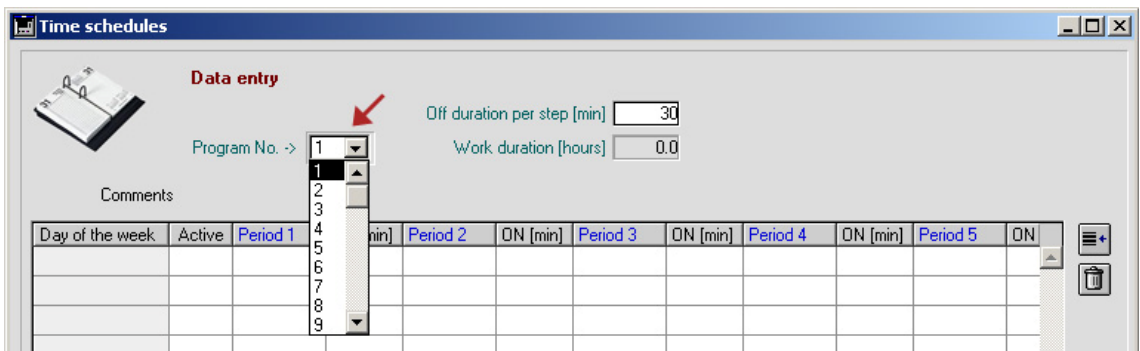 Time schedules
Data entry
Off duration per step [min] 30
Program No. -> 1 Work duration [hours] 0.0
1
2
3
4
5
6
7
8
9
Comments
Day of the week Active Period 1 min] Period 2 ON [min] Period 3 ON [min] Period 4 ON [min] Period 5 ON